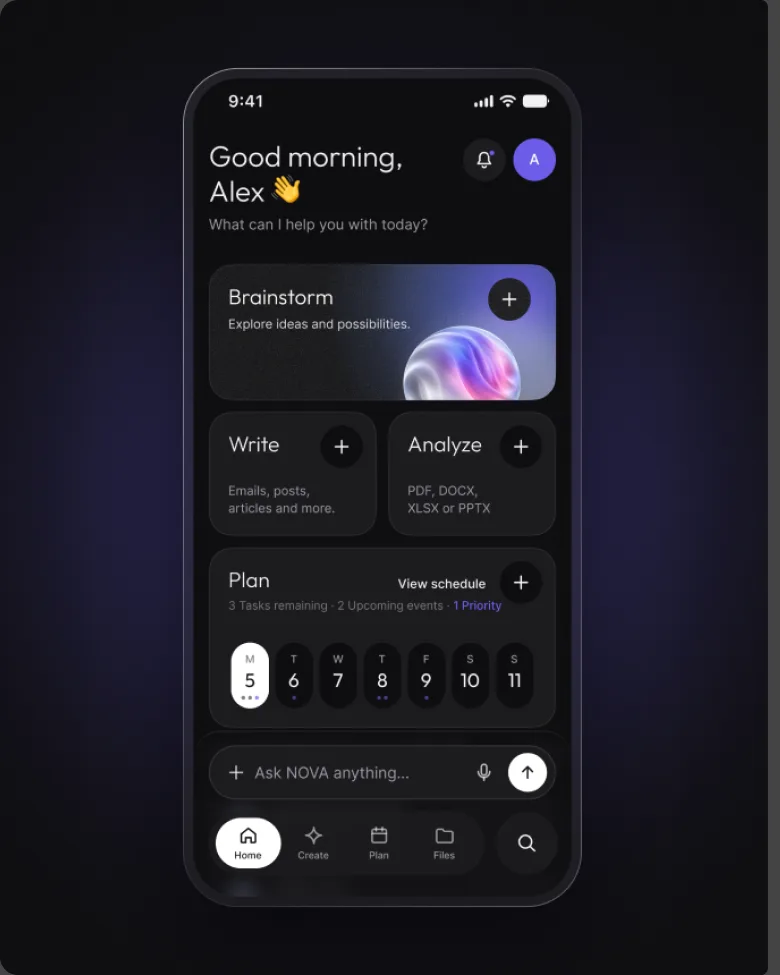 9:41
Good morning,
Alex 👋
A
What can I help you with today?
Brainstorm
Explore ideas and possibilities.
Write
Emails, posts,
articles and more.
Analyze
PDF, DOCX,
XLSX or PPTX
Plan
View schedule
3 Tasks remaining · 2 Upcoming events · 1 Priority
M T W T F S S
5 6 7 8 9 10 11
Ask NOVA anything...
Home Create Plan Files